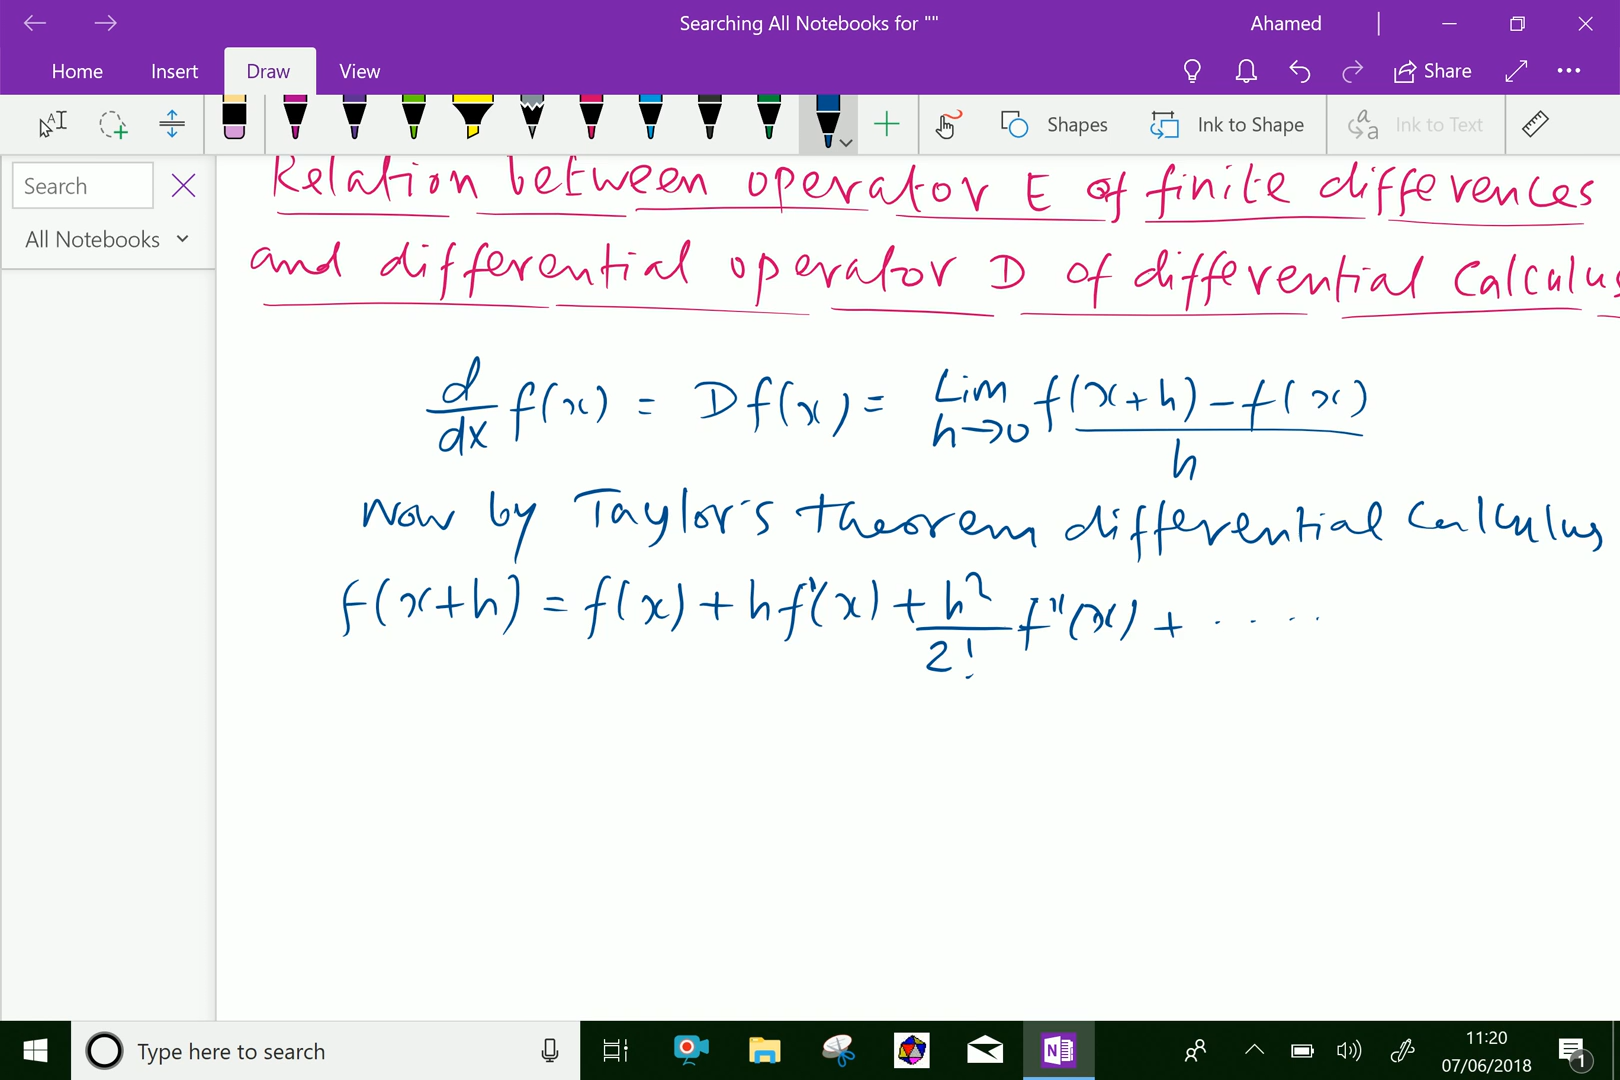 Searching All Notebooks for ""
Ahamed
Home Insert Draw View
Share
Shapes Ink to Shape Ink to Text
Search
All Notebooks
Relation between operator E of finite differences
and differential operator D of differential calculus
d/dx f(x) = Df(x) = Lim h→0 f(x+h) - f(x) / h
Now by Taylor's theorem differential calculus
f(x+h) = f(x) + hf'(x) + h²/2! f''(x) + ......
Type here to search
11:20
07/06/2018
1